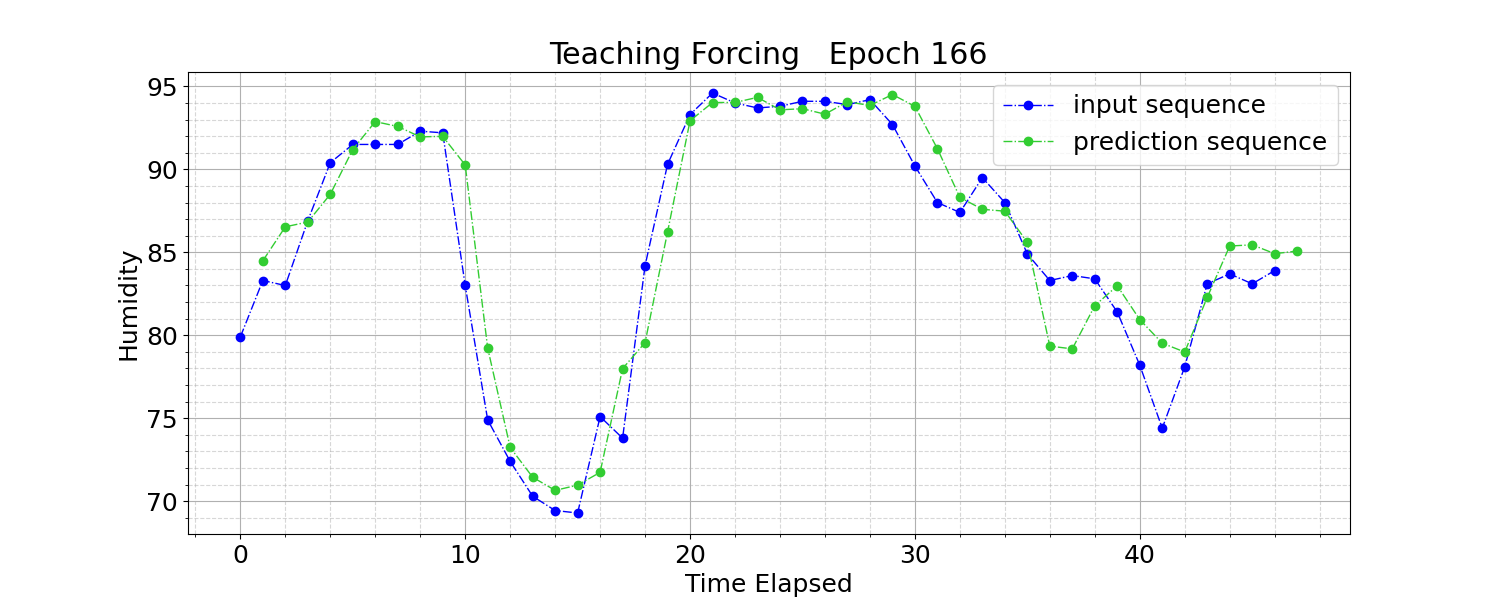 Teaching Forcing   Epoch 166
95
90
85
80
75
70
Humidity
input sequence
prediction sequence
0 10 20 30 40
Time Elapsed